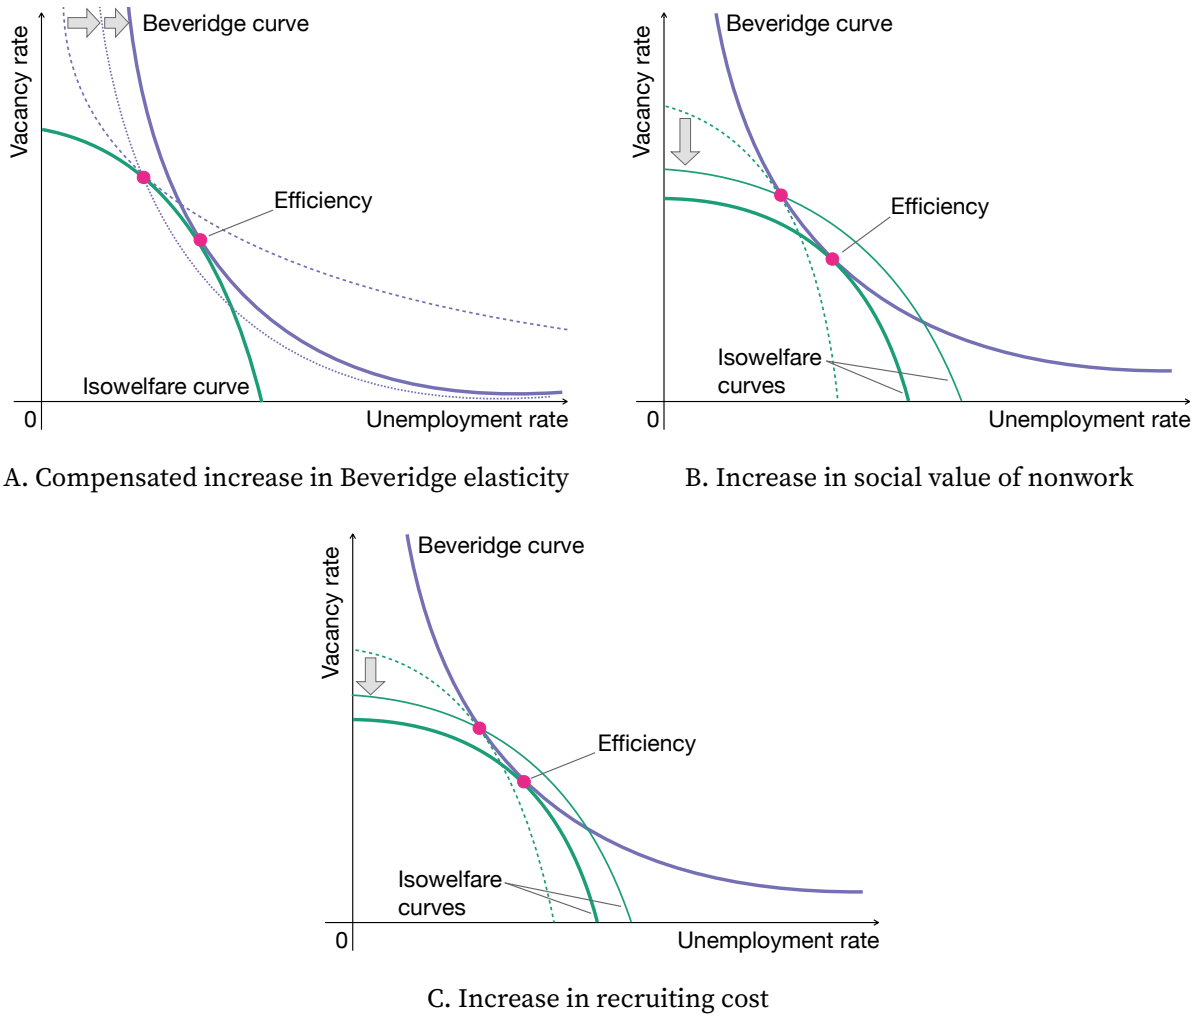 Vacancy rate
Beveridge curve
Efficiency
Isowelfare curve
0
Unemployment rate
A. Compensated increase in Beveridge elasticity
Vacancy rate
Beveridge curve
Efficiency
Isowelfare
curves
0
Unemployment rate
B. Increase in social value of nonwork
Vacancy rate
Beveridge curve
Efficiency
Isowelfare
curves
0
Unemployment rate
C. Increase in recruiting cost